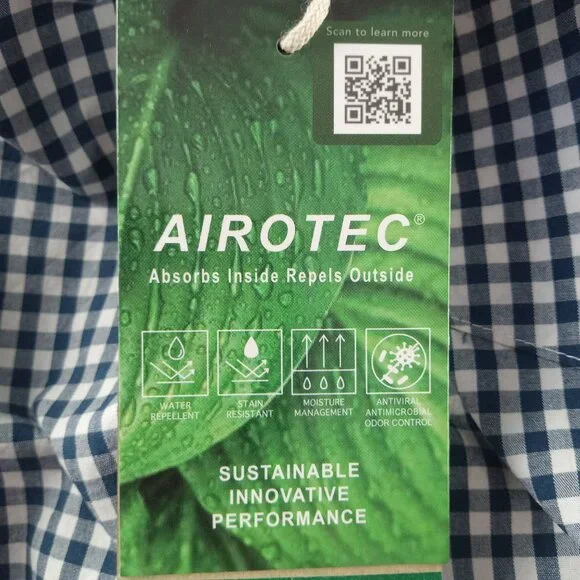 Scan to learn more
AIROTEC®
Absorbs Inside Repels Outside
WATER
REPELLENT
STAIN
RESISTANT
MOISTURE
MANAGEMENT
ANTIVIRAL
ANTIMICROBIAL
ODOR CONTROL
SUSTAINABLE
INNOVATIVE
PERFORMANCE